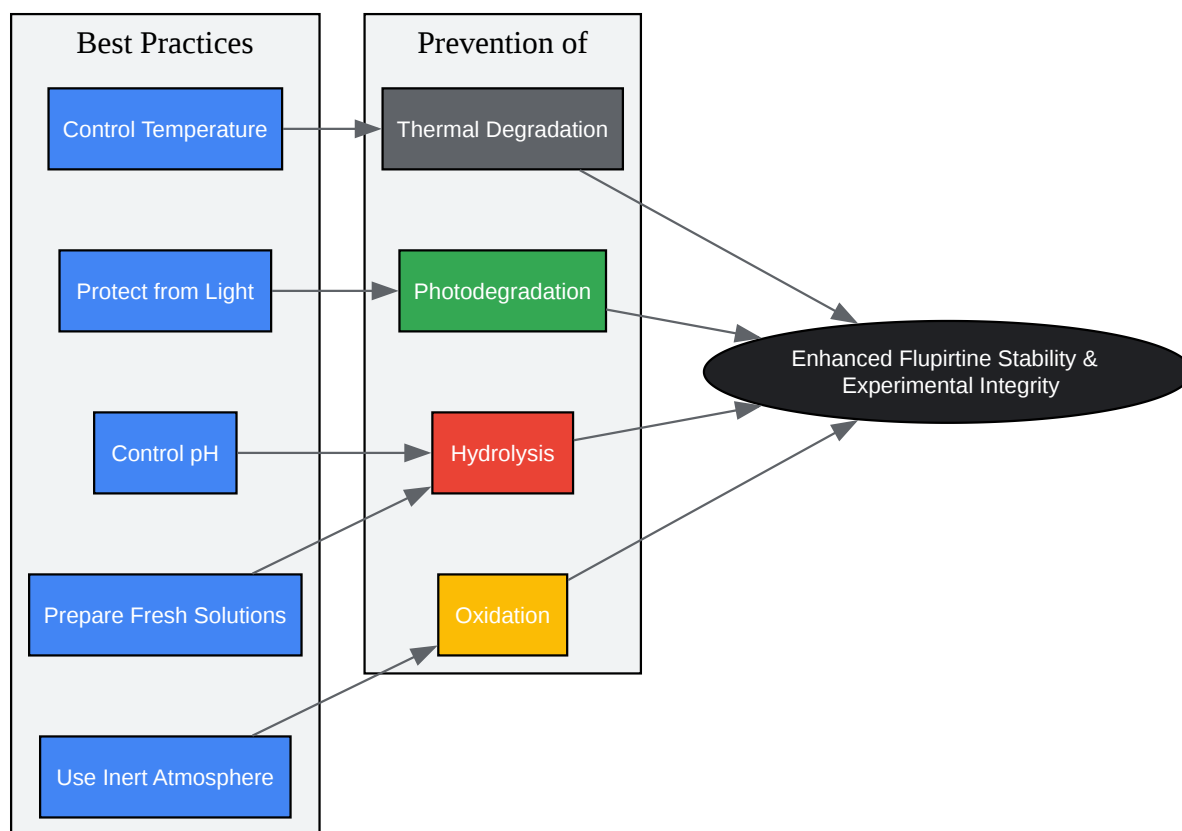 Best Practices
Prevention of
Control Temperature
Thermal Degradation
Protect from Light
Photodegradation
Enhanced Flupirtine Stability &
Experimental Integrity
Control pH
Hydrolysis
Prepare Fresh Solutions
Oxidation
Use Inert Atmosphere